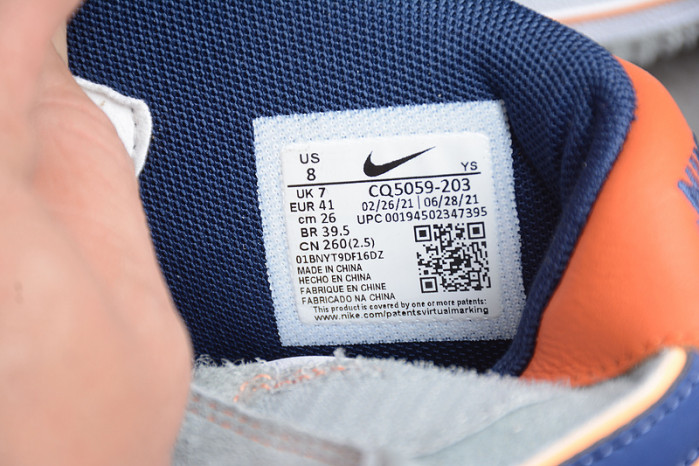 US
8
YS
UK 7
CQ5059-203
EUR 41
02/26/21 | 06/28/21
cm 26
UPC 00194502347395
BR 39.5
CN 260(2.5)
01BNYT9DF16DZ
MADE IN CHINA
HECHO EN CHINA
FABRIQUE EN CHINE
FABRICADO NA CHINA
This product is covered by one or more patents:
www.nike.com/patentsvirtualmarking